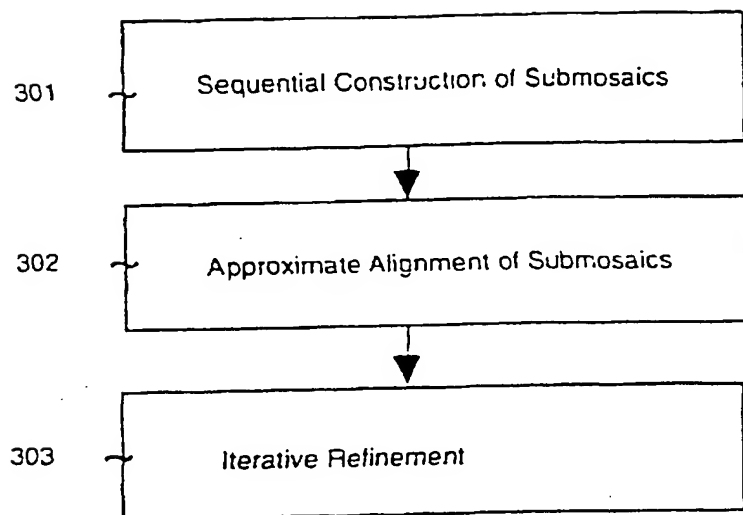 301
Sequential Construction of Submosaics
302
Approximate Alignment of Submosaics
303
Iterative Refinement